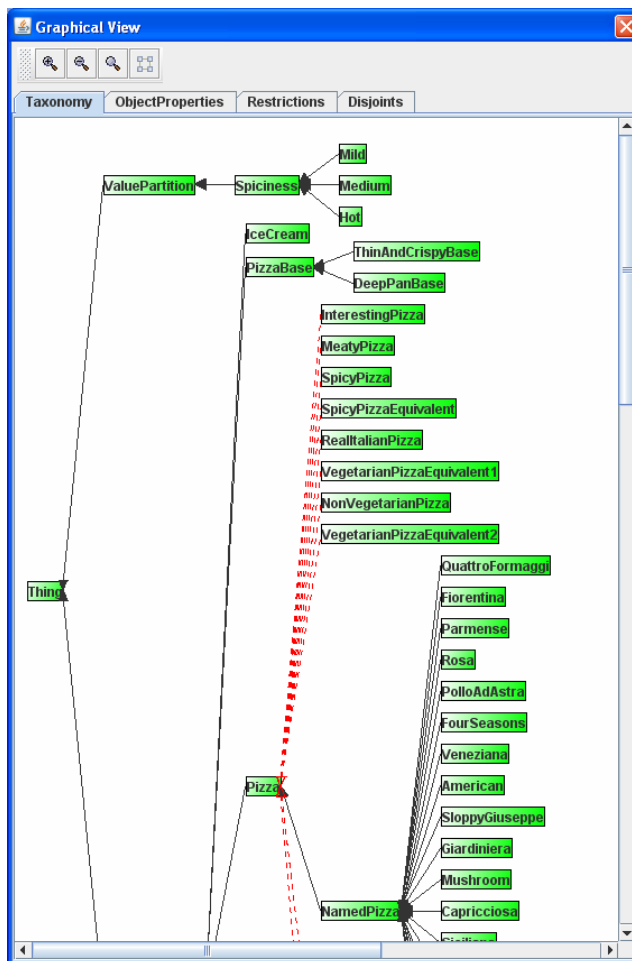 Graphical View
Taxonomy ObjectProperties Restrictions Disjoints
Mild
ValuePartition Spiciness Medium
Hot
IceCream
ThinAndCrispyBase
PizzaBase
DeepPanBase
InterestingPizza
MeatyPizza
SpicyPizza
SpicyPizzaEquivalent
RealItalianPizza
VegetarianPizzaEquivalent1
NonVegetarianPizza
VegetarianPizzaEquivalent2
QuattroFormaggi
Thing
Fiorentina
Parmense
Rosa
PolloAdAstra
FourSeasons
Veneziana
Pizza
American
SloppyGiuseppe
Giardiniera
Mushroom
NamedPizza Capricciosa